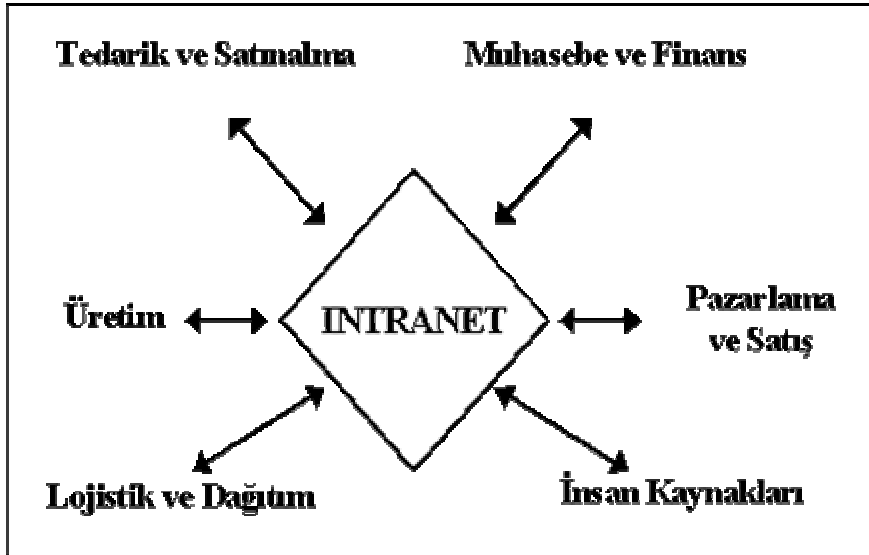 Tedarik ve Satınalma
Muhasebe ve Finans
Üretim
INTRANET
Pazarlama
ve Satış
Lojistik ve Dağıtım
İnsan Kaynakları